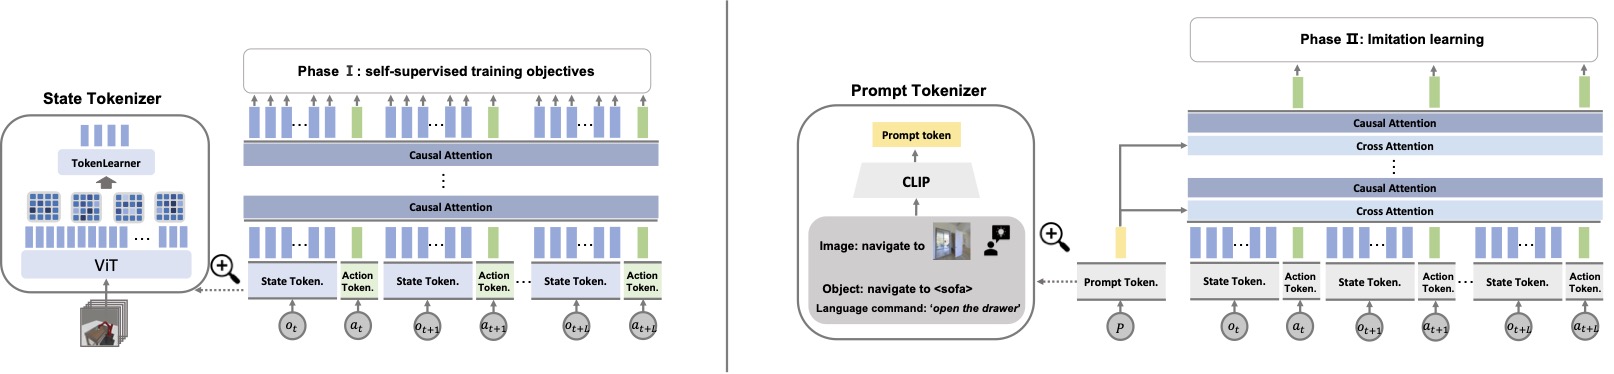 Phase Ⅰ: self-supervised training objectives
State Tokenizer
TokenLearner
...
ViT
Causal Attention
⋮
Causal Attention
State Token.
Action Token.
State Token.
Action Token.
...
State Token.
Action Token.
o_t
a_t
o_{t+1}
a_{t+1}
o_{t+L}
a_{t+L}
Phase Ⅱ: Imitation learning
Prompt Tokenizer
Prompt token
CLIP
Image: navigate to
Object: navigate to <sofa>
Language command: ‘open the drawer’
Causal Attention
Cross Attention
⋮
Causal Attention
Cross Attention
Prompt Token.
State Token.
Action Token.
State Token.
Action Token.
...
State Token.
Action Token.
P
o_t
a_t
o_{t+1}
a_{t+1}
o_{t+L}
a_{t+L}